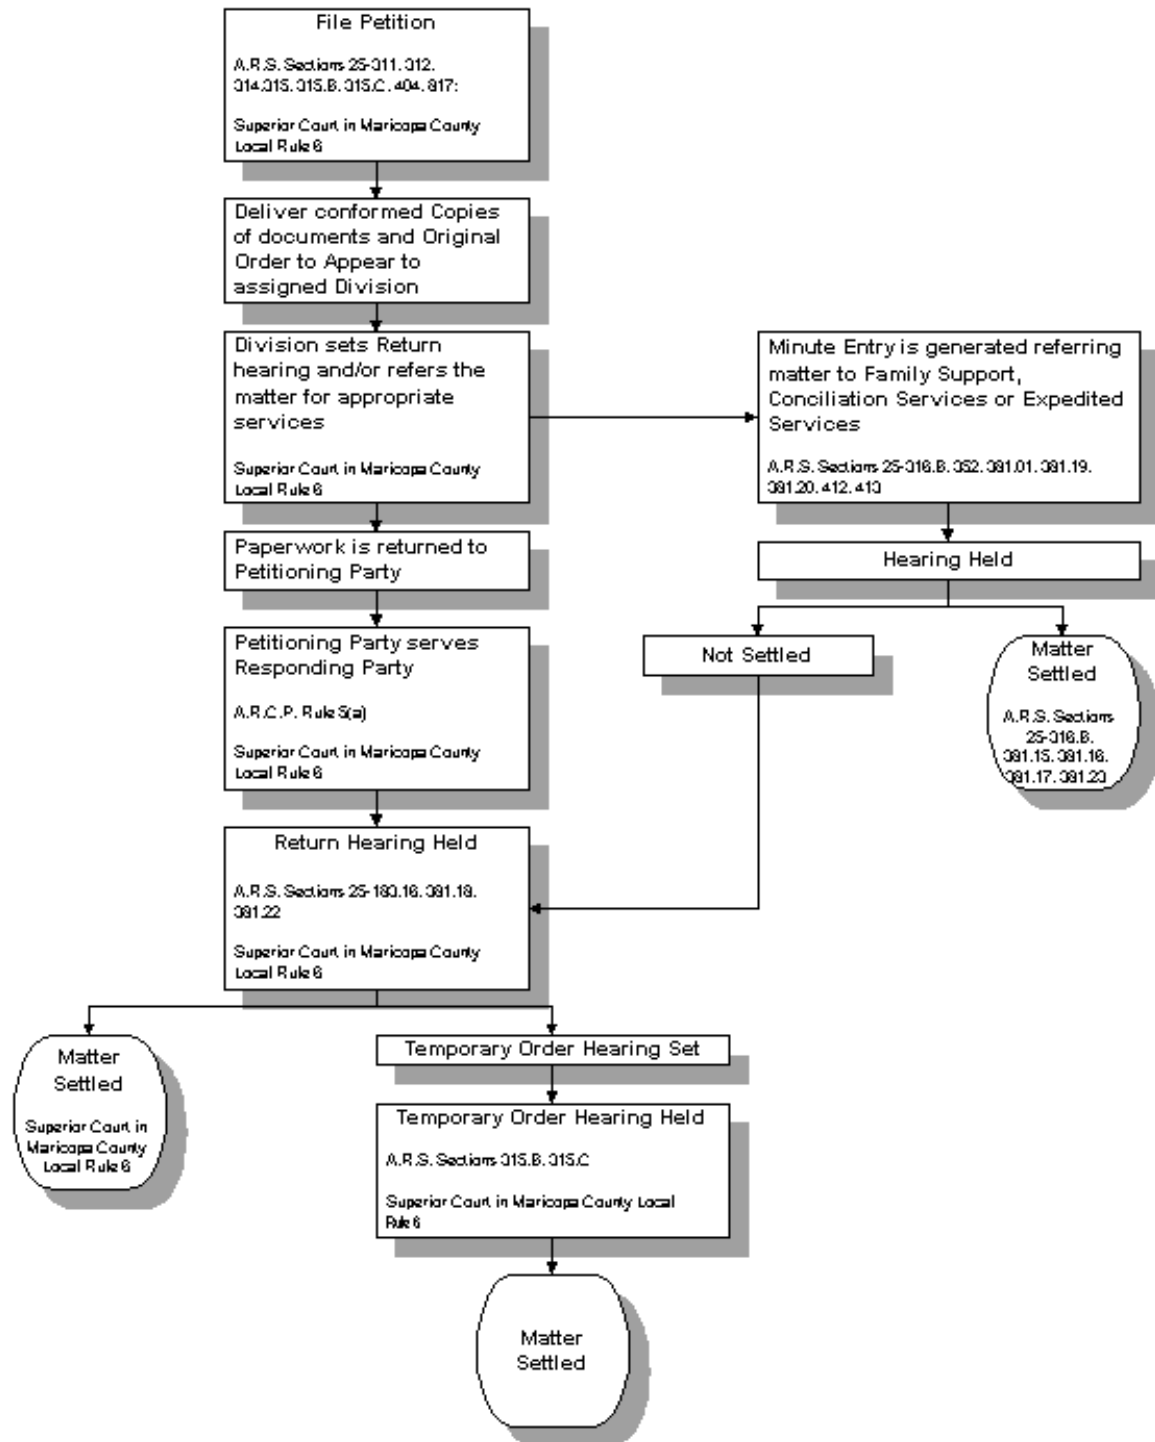 File Petition
A.R.S. Sections 25-311, 312,
314,315, 315.B, 315.C, 404, 817;
Superior Court in Maricopa County
Local Rule 6
Deliver conformed Copies
of documents and Original
Order to Appear to
assigned Division
Division sets Return
hearing and/or refers the
matter for appropriate
services
Superior Court in Maricopa County
Local Rule 6
Minute Entry is generated referring
matter to Family Support,
Conciliation Services or Expedited
Services
A.R.S. Sections 25-316.B, 352, 381.01, 381.19,
381.20, 412, 413
Paperwork is returned to
Petitioning Party
Hearing Held
Petitioning Party serves
Responding Party
A.R.C.P. Rule 5(a)
Superior Court in Maricopa County
Local Rule 6
Not Settled
Matter
Settled
A.R.S. Sections
25-316.B,
381.15, 381.16,
381.17, 381.23
Return Hearing Held
A.R.S. Sections 25-183.16, 381.18,
381.22
Superior Court in Maricopa County
Local Rule 6
Matter
Settled
Superior Court in
Maricopa County
Local Rule 6
Temporary Order Hearing Set
Temporary Order Hearing Held
A.R.S. Sections 315.B, 315.C
Superior Court in Maricopa County Local
Rule 6
Matter
Settled